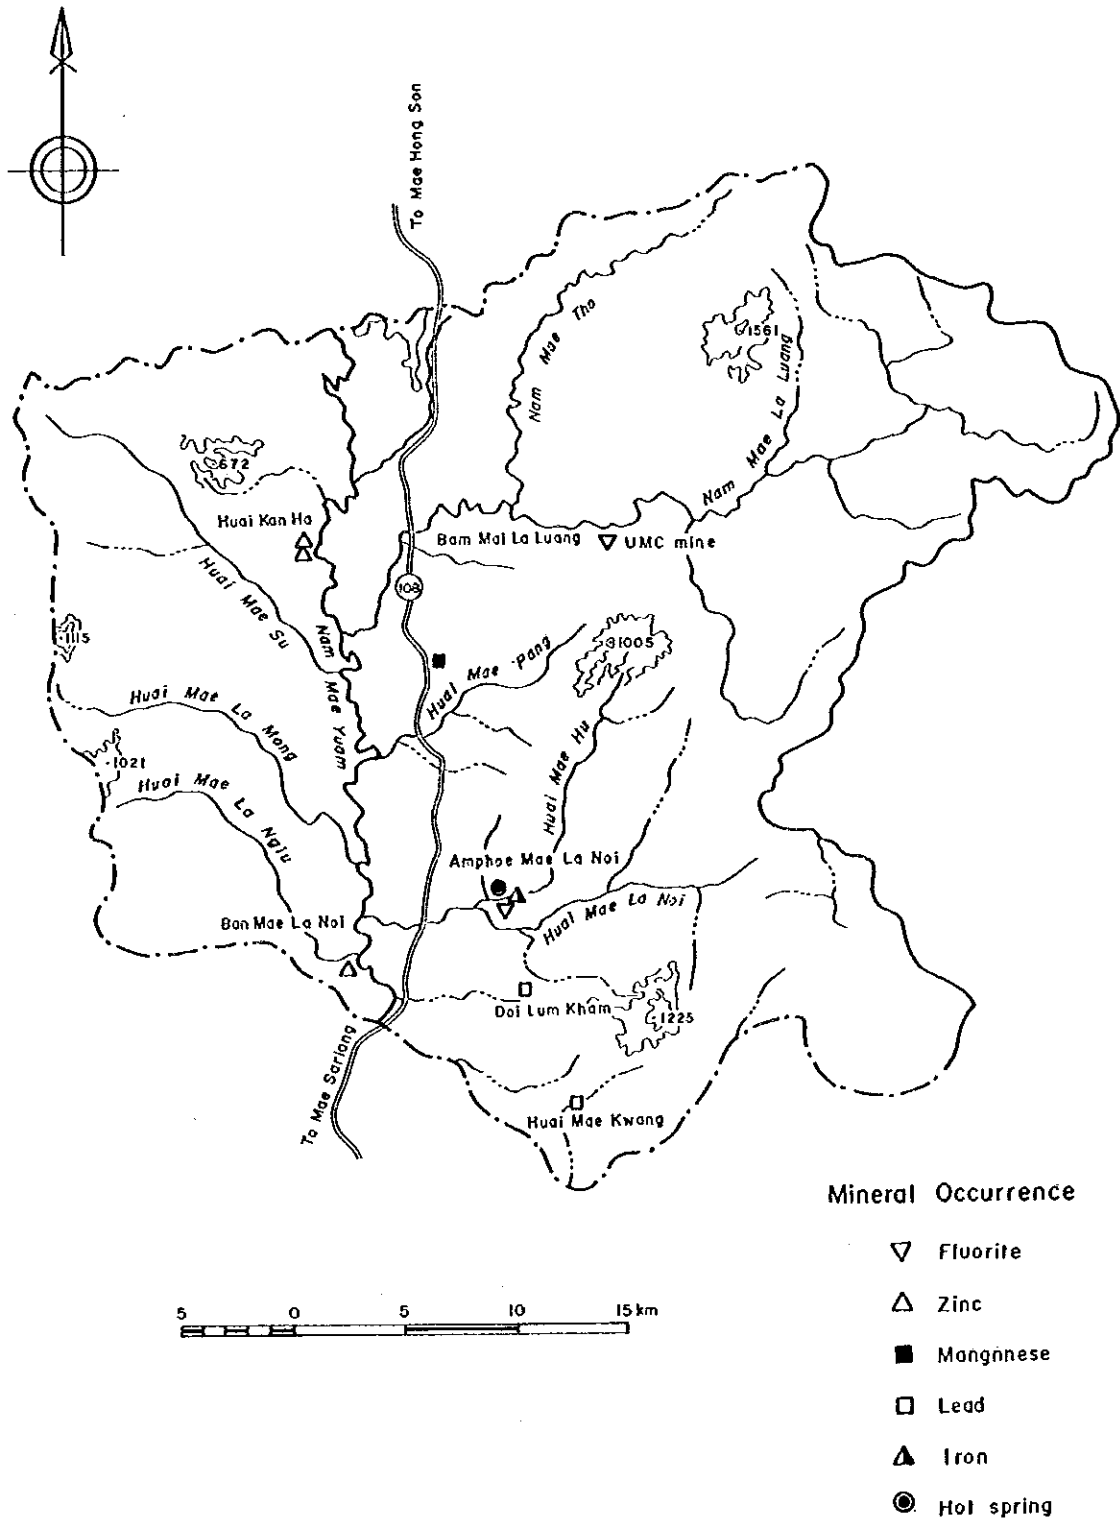 To Mae Hong Son
Nam Mae Tho
1561
Nam Mae La Luang
672
Huai Kan Ha
Bam Mai La Luang
UMC mine
Huai Mae Su
108
1115
Nam Mae Yuam
31005
Huai Mae Pang
Huai Mae La Mong
1021
Huai Mae Hu
Huai Mae La Ngiu
Amphoe Mae La Noi
Ban Mae La Noi
Huai Mae La Noi
Doi Lum Kham
1225
To Mae Sariang
Huai Mae Kwang
Mineral Occurrence
Fluorite
Zinc
Mangnnese
Lead
Iron
Hot spring
5 0 5 10 15 km